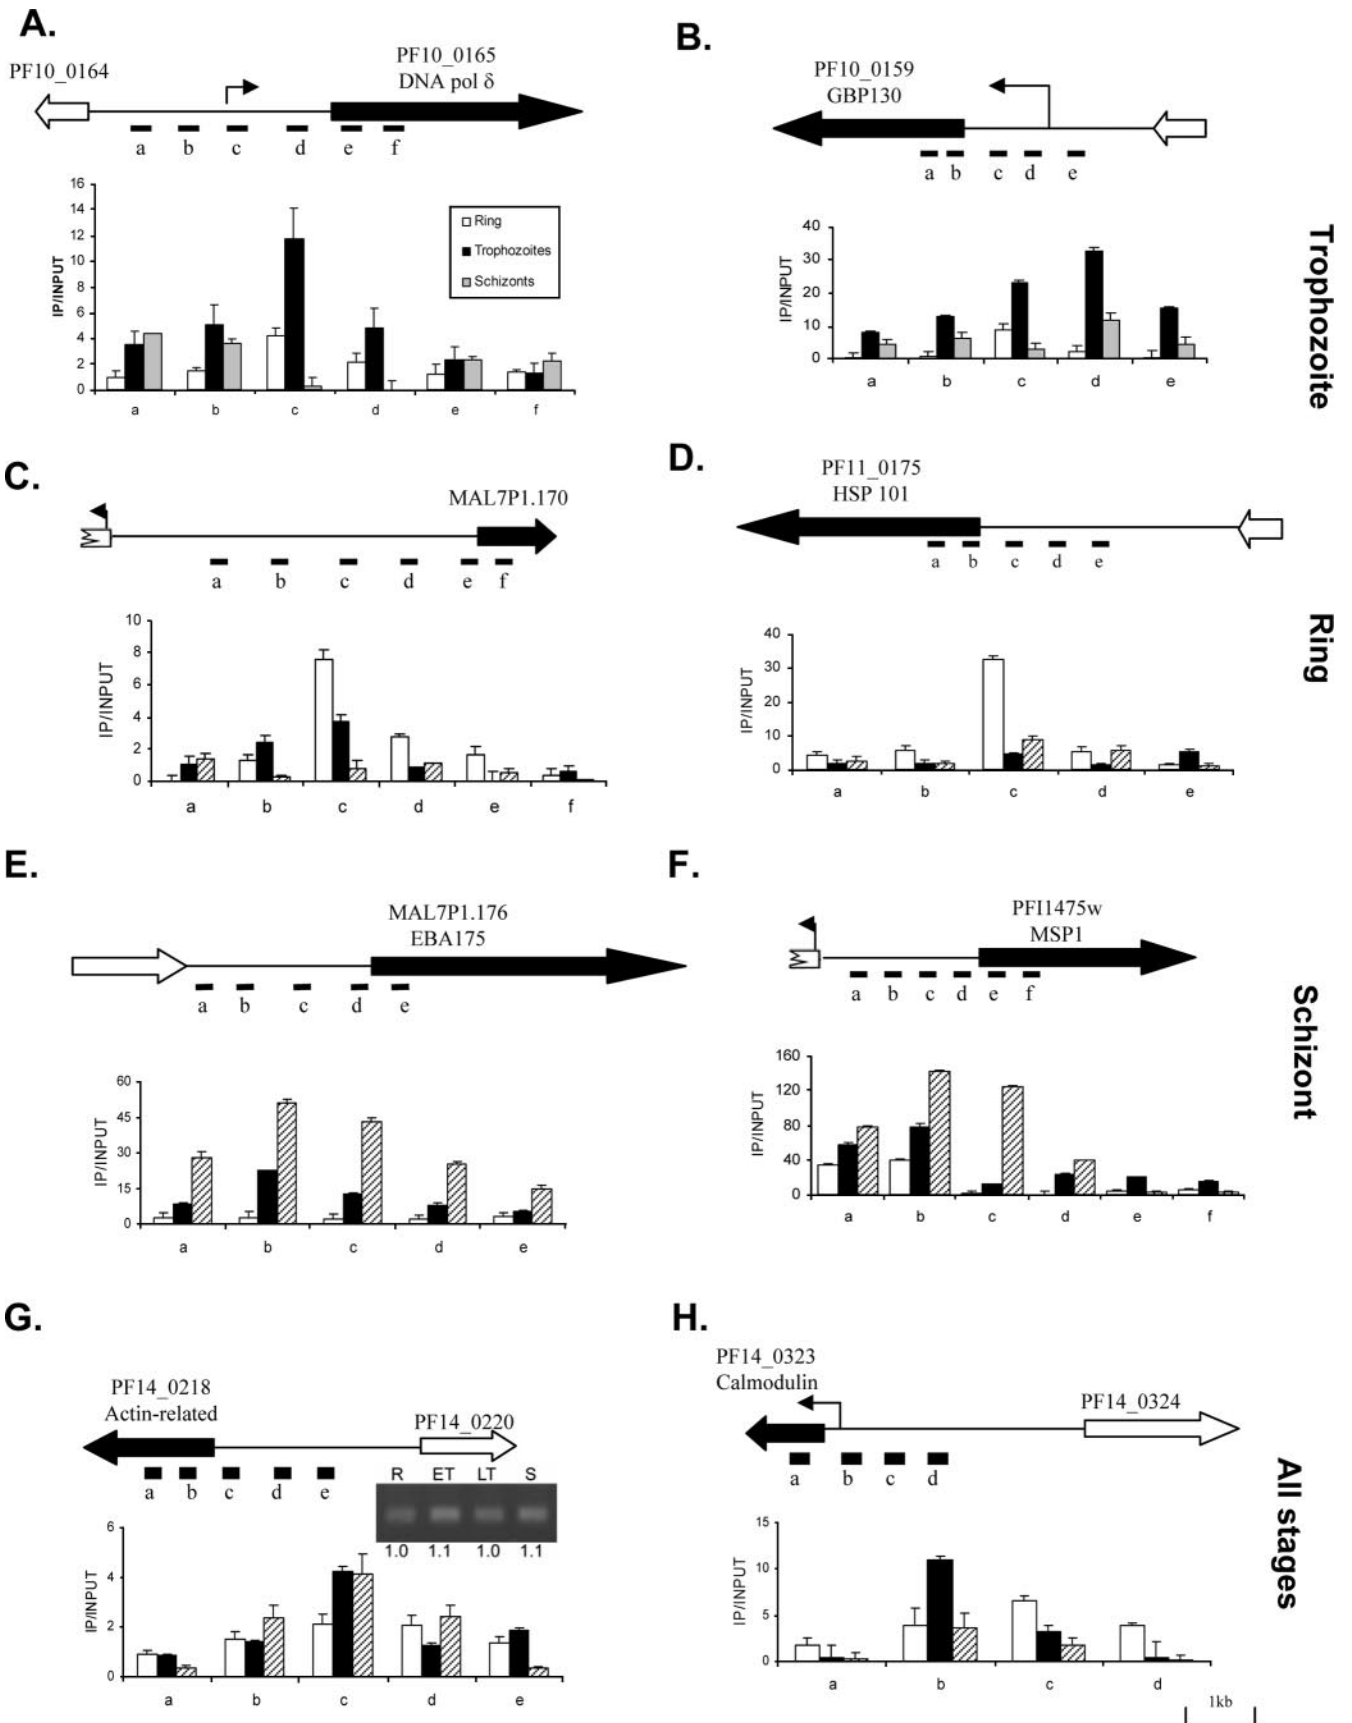 A.
PF10_0164
PF10_0165
DNA pol δ
a b c d e f
16
14
12
10
8
6
4
2
0
IP/INPUT
Ring
Trophozoites
Schizonts
a b c d e f
B.
PF10_0159
GBP130
a b c d e
40
30
20
10
0
IP/INPUT
a b c d e
Trophozoite
C.
MAL7P1.170
a b c d e f
10
8
6
4
2
0
IP/INPUT
a b c d e f
D.
PF11_0175
HSP 101
a b c d e
40
30
20
10
0
IP/INPUT
a b c d e
Ring
E.
MAL7P1.176
EBA175
a b c d e
60
45
30
15
0
IP/INPUT
a b c d e
F.
PFI1475w
MSP1
a b c d e f
160
120
80
40
0
IP/INPUT
a b c d e f
Schizont
G.
PF14_0218
Actin-related
PF14_0220
a b c d e
R ET LT S
1.0 1.1 1.0 1.1
6
4
2
0
IP/INPUT
a b c d e
H.
PF14_0323
Calmodulin
PF14_0324
a b c d
15
10
5
0
IP/INPUT
a b c d
1kb
All stages